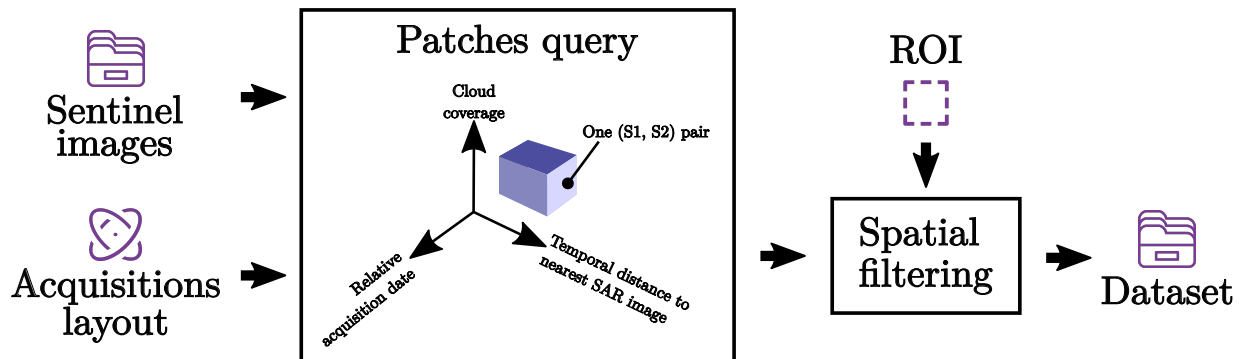 Sentinel
images
Acquisitions
layout
Patches query
Cloud
coverage
One (S1, S2) pair
Relative
acquisition date
Temporal distance to
nearest SAR image
ROI
Spatial
filtering
Dataset